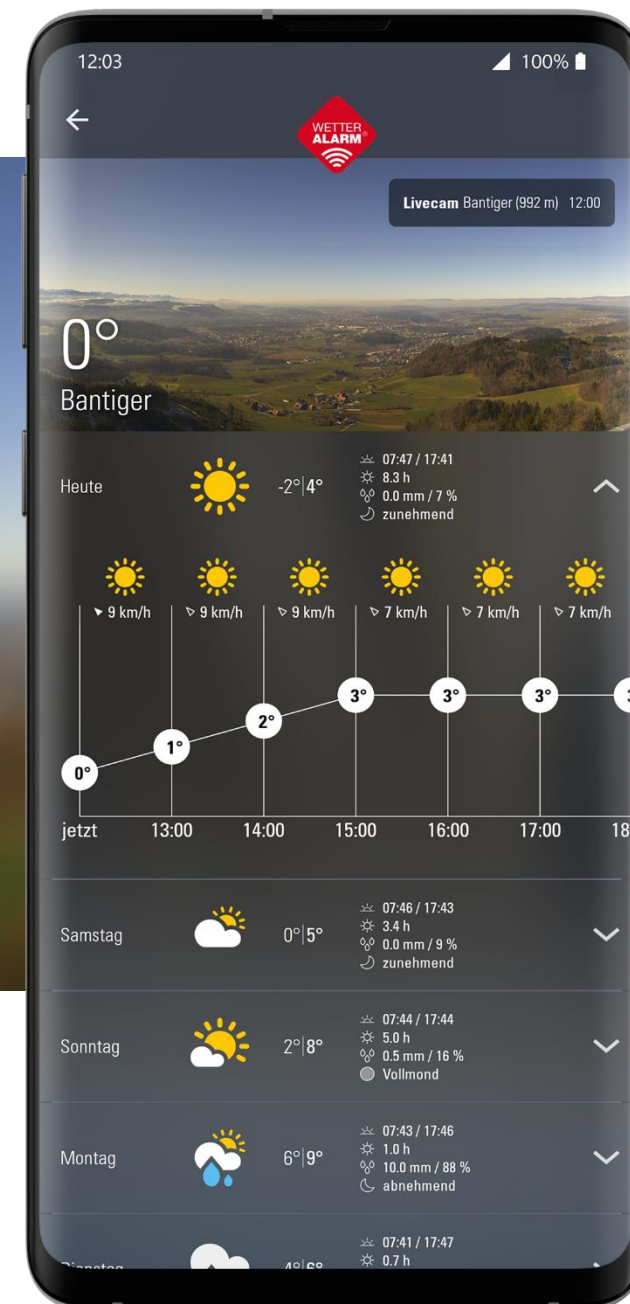 12:03
100%
WETTER
ALARM®
Livecam Bantiger (992 m) 12:00
0°
Bantiger
Heute
-2°|4°
07:47 / 17:41
8.3 h
0.0 mm / 7 %
zunehmend
9 km/h 9 km/h 9 km/h 7 km/h 7 km/h 7 km/h
0° 1° 2° 3° 3° 3° 3
jetzt 13:00 14:00 15:00 16:00 17:00 18
Samstag
0°|5°
07:46 / 17:43
3.4 h
0.0 mm / 9 %
zunehmend
Sonntag
2°|8°
07:44 / 17:44
5.0 h
0.5 mm / 16 %
Vollmond
Montag
6°|9°
07:43 / 17:46
1.0 h
10.0 mm / 88 %
abnehmend
Dienstag
4°|6°
07:41 / 17:47
0.7 h